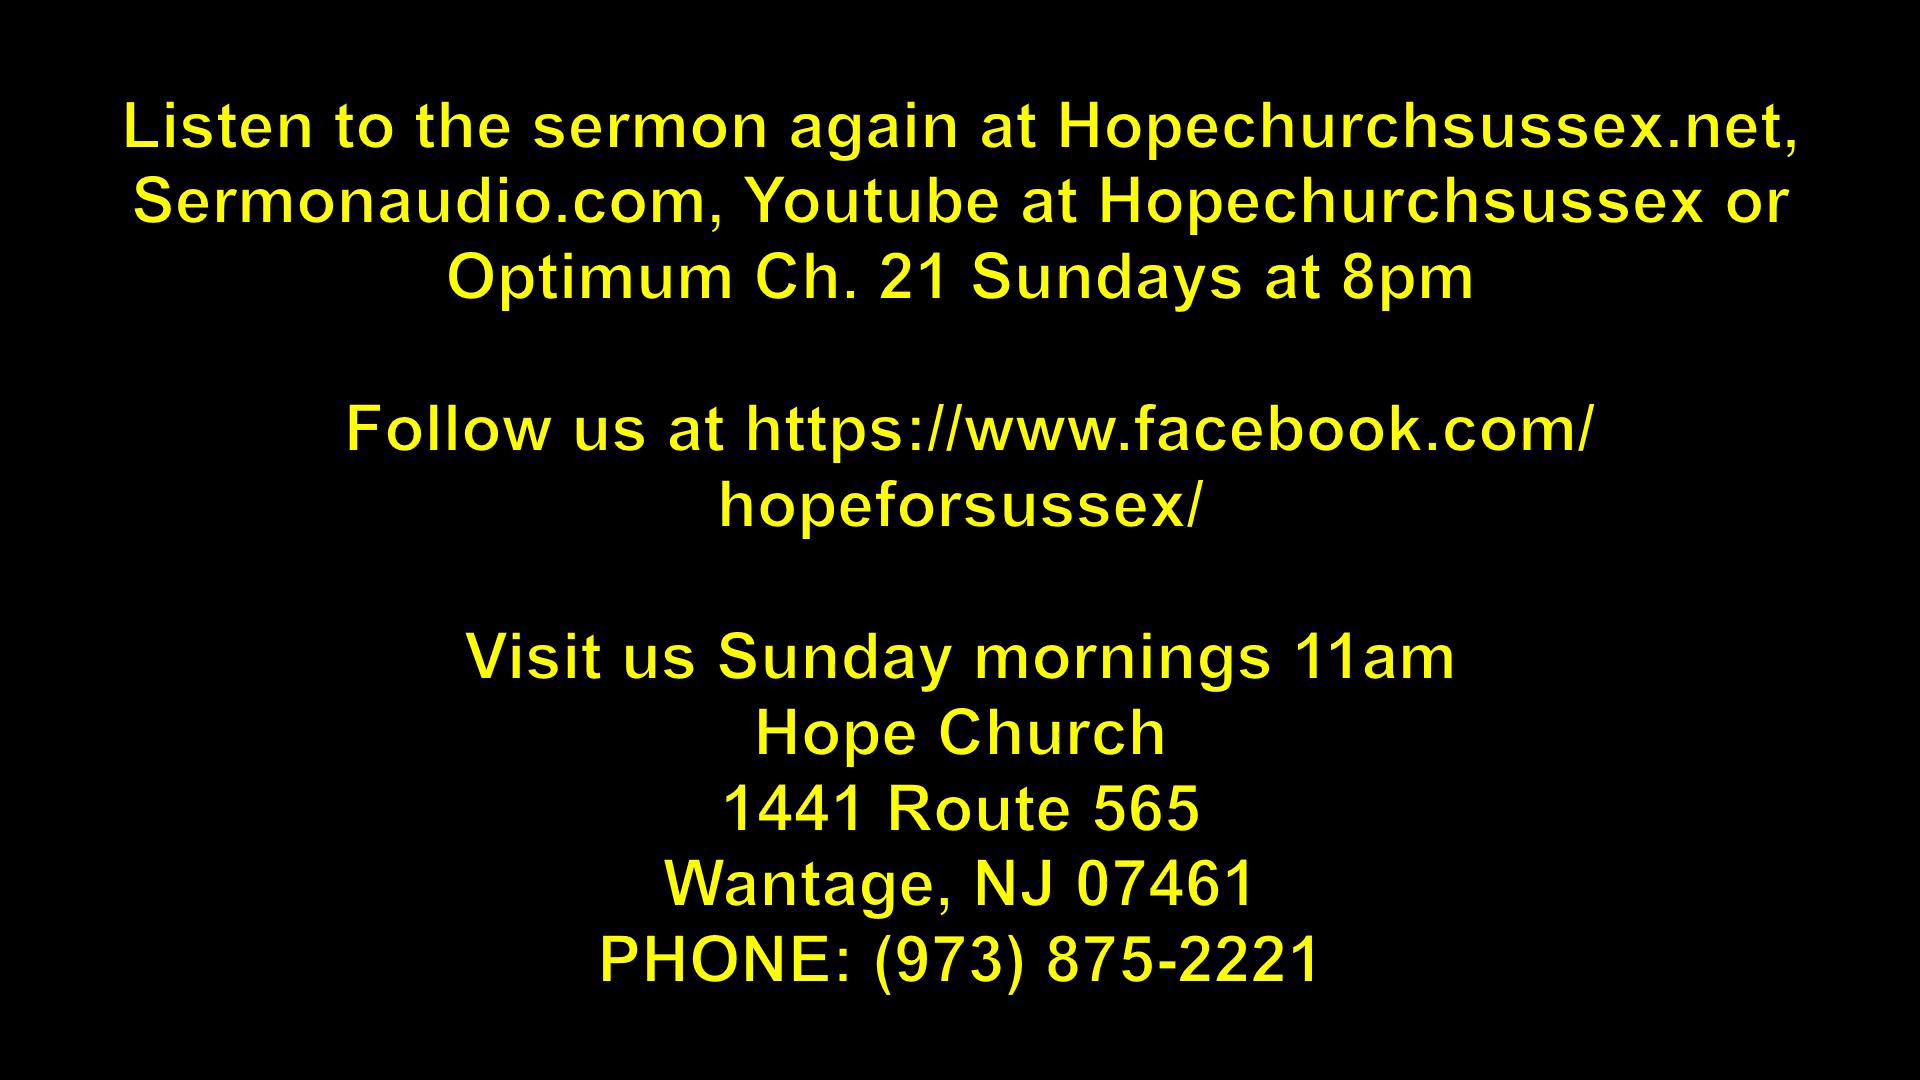 Listen to the sermon again at Hopechurchsussex.net,
Sermonaudio.com, Youtube at Hopechurchsussex or
Optimum Ch. 21 Sundays at 8pm
Follow us at https://www.facebook.com/
hopeforsussex/
Visit us Sunday mornings 11am
Hope Church
1441 Route 565
Wantage, NJ 07461
PHONE: (973) 875-2221